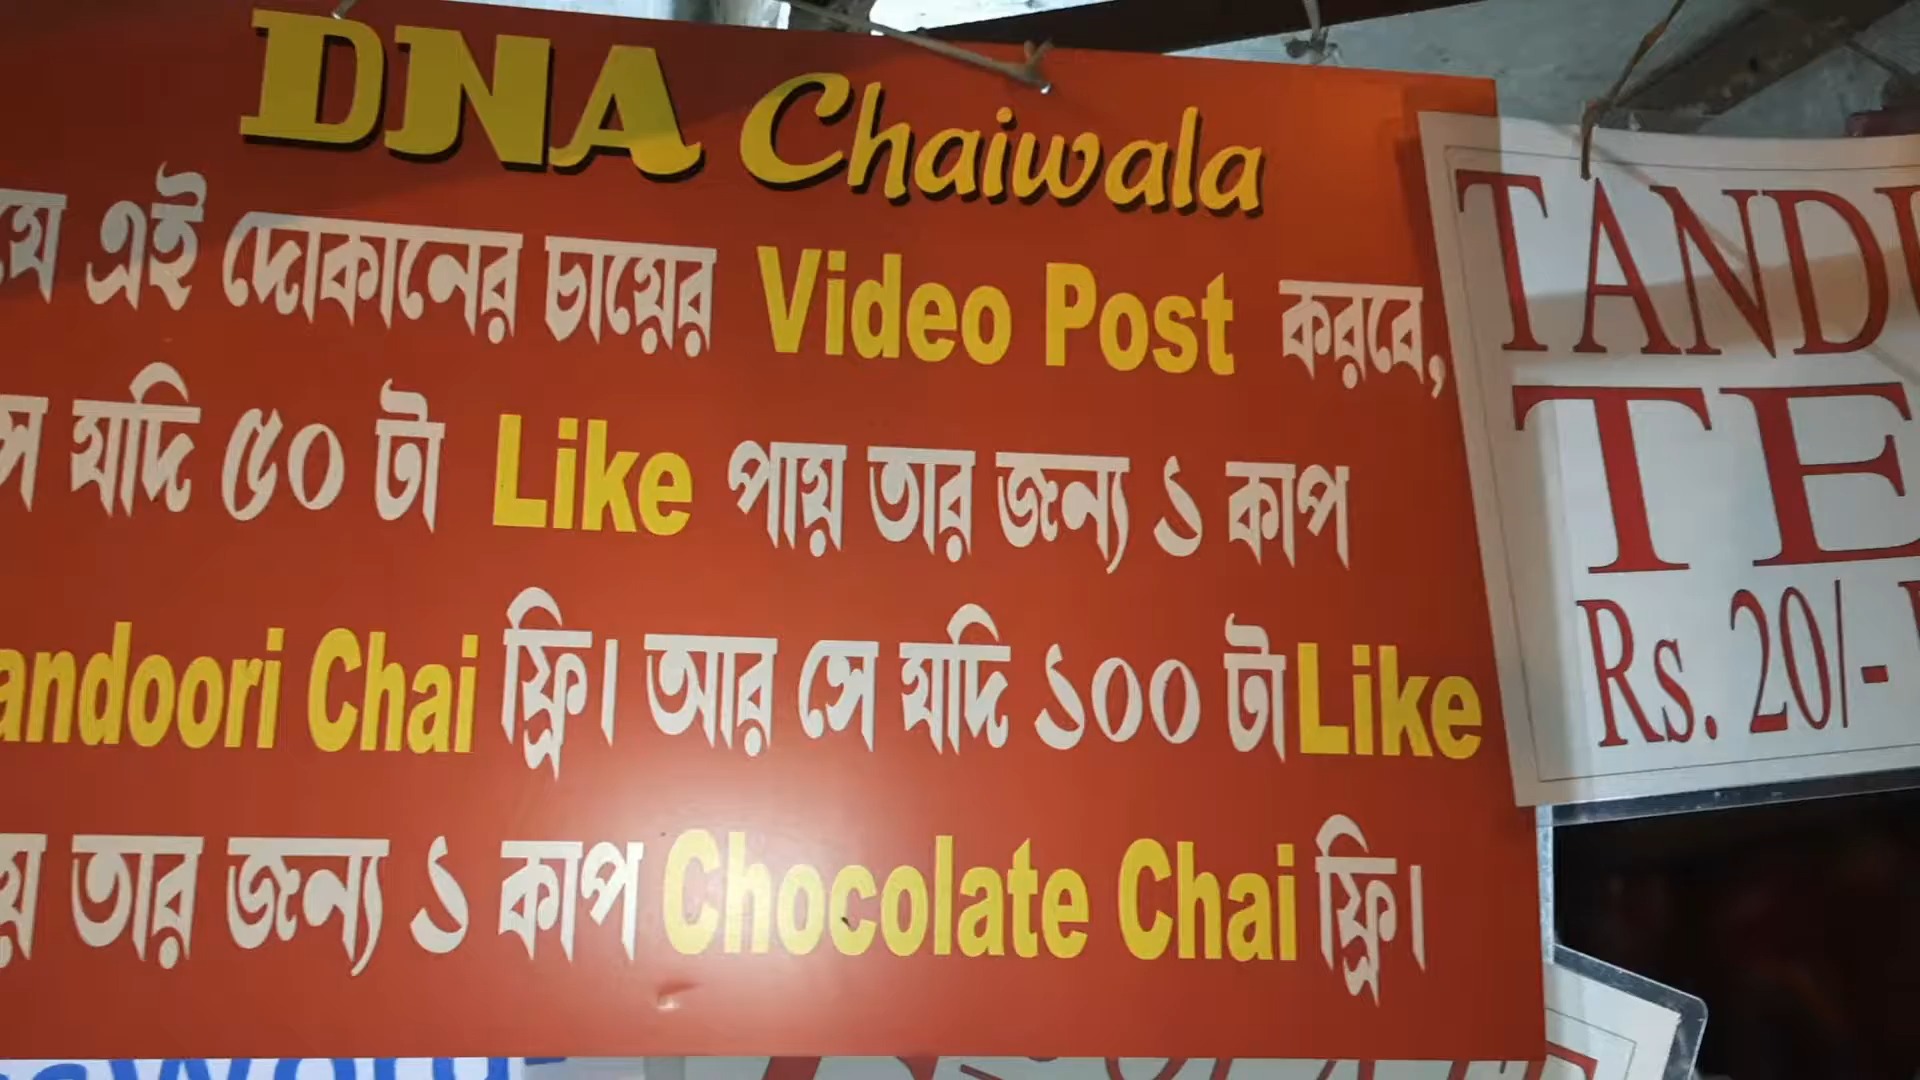 DNA Chaiwala
এই দোকানের চায়ের Video Post করবে,
যদি ৫০ টা Like পায় তার জন্য ১ কাপ
andoori Chai ফ্রি। আর সে যদি ১০০ টা Like
তার জন্য ১ কাপ Chocolate Chai ফ্রি।
TANDU
TE
Rs. 20/-